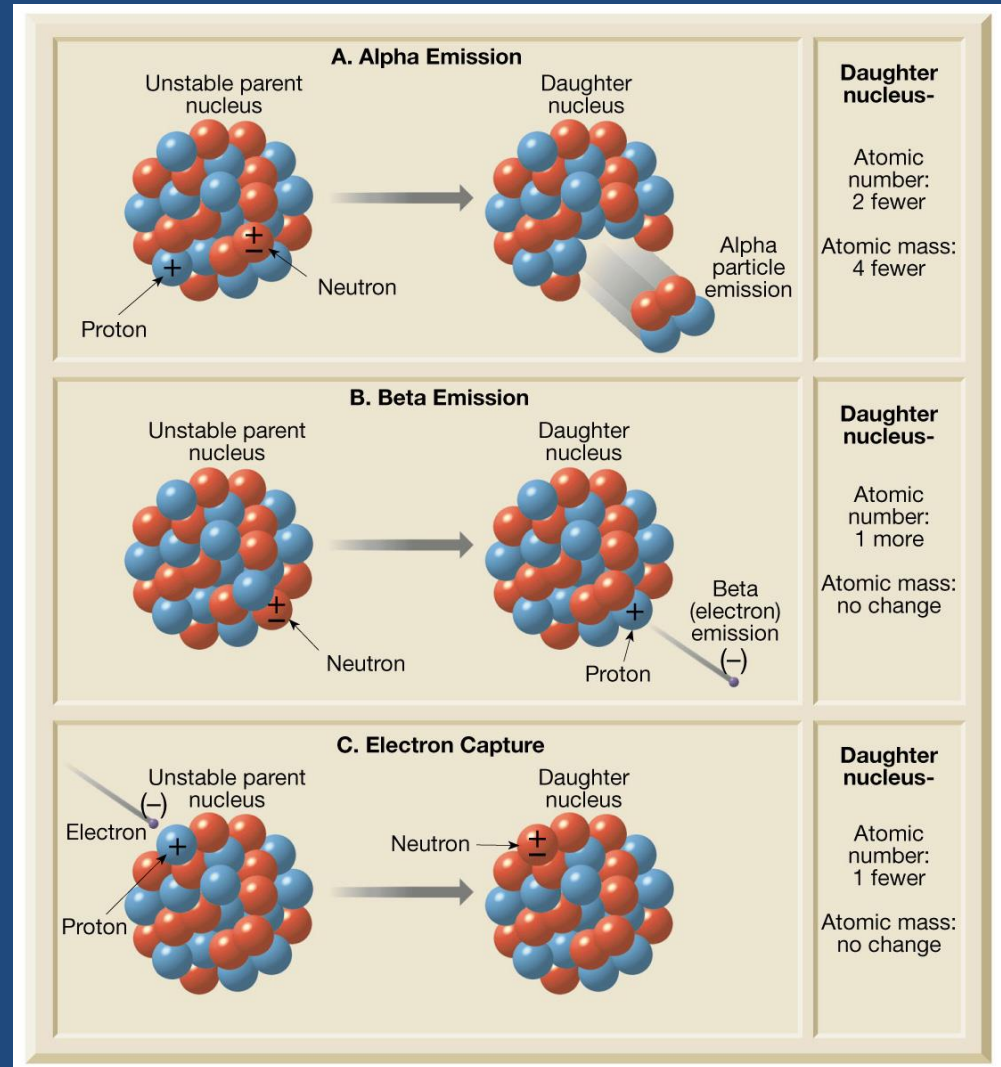 A. Alpha Emission
Unstable parent
nucleus
Daughter
nucleus
+
Proton
+
−
Neutron
Alpha
particle
emission
Daughter
nucleus-
Atomic
number:
2 fewer
Atomic mass:
4 fewer
B. Beta Emission
Unstable parent
nucleus
Daughter
nucleus
+
−
Neutron
+
Proton
Beta
(electron)
emission
(−)
Daughter
nucleus-
Atomic
number:
1 more
Atomic mass:
no change
C. Electron Capture
Unstable parent
nucleus
Daughter
nucleus
(−)
Electron
+
Proton
Neutron
+
−
Daughter
nucleus-
Atomic
number:
1 fewer
Atomic mass:
no change